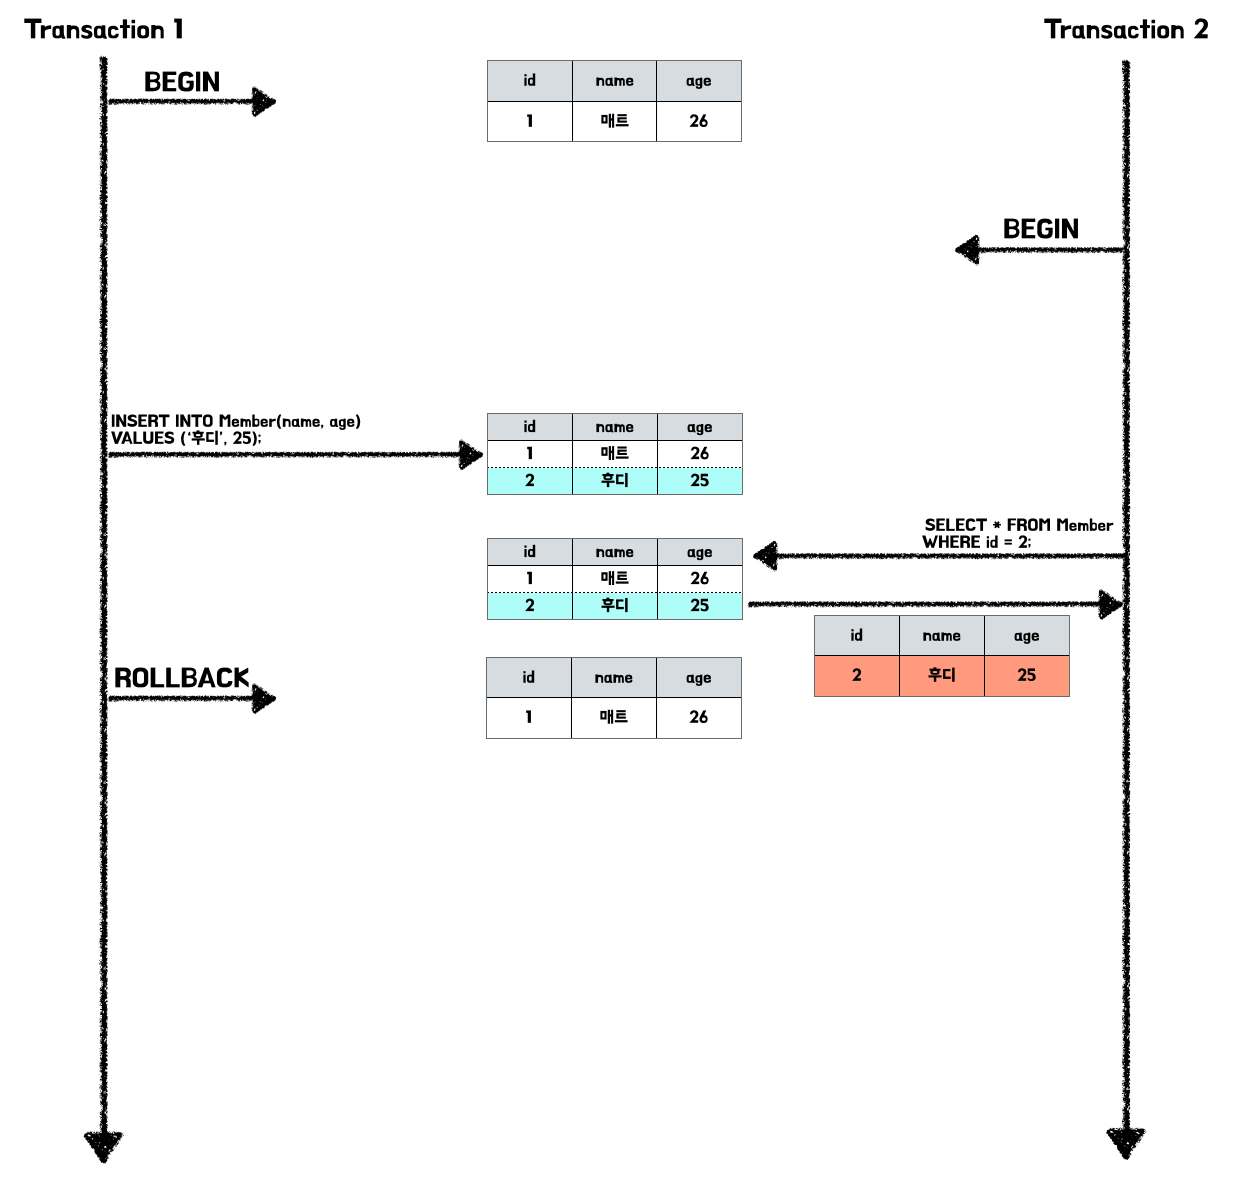 Transaction 1
Transaction 2
BEGIN
id name age
1 매트 26
BEGIN
INSERT INTO Member(name, age)
VALUES (‘후디’, 25);
id name age
1 매트 26
2 후디 25
SELECT * FROM Member
WHERE id = 2;
id name age
1 매트 26
2 후디 25
id name age
2 후디 25
ROLLBACK
id name age
1 매트 26